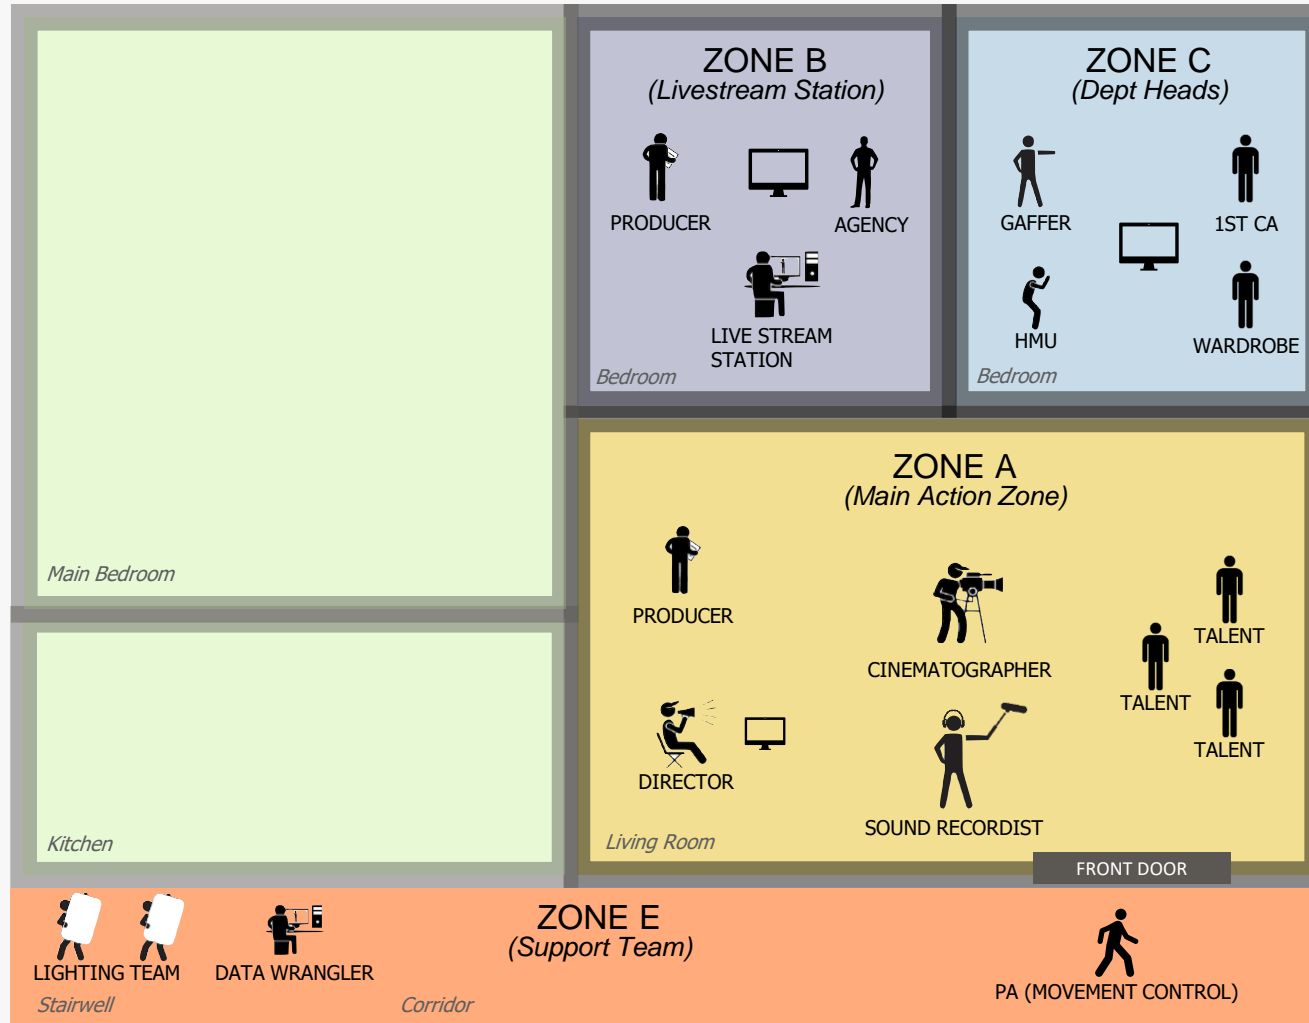 ZONE B
(Livestream Station)
PRODUCER
AGENCY
LIVE STREAM
STATION
Bedroom
ZONE C
(Dept Heads)
GAFFER
1ST CA
HMU
WARDROBE
Bedroom
Main Bedroom
Kitchen
ZONE A
(Main Action Zone)
PRODUCER
CINEMATOGRAPHER
TALENT
TALENT
TALENT
DIRECTOR
SOUND RECORDIST
Living Room
FRONT DOOR
ZONE E
(Support Team)
LIGHTING TEAM
DATA WRANGLER
PA (MOVEMENT CONTROL)
Stairwell
Corridor